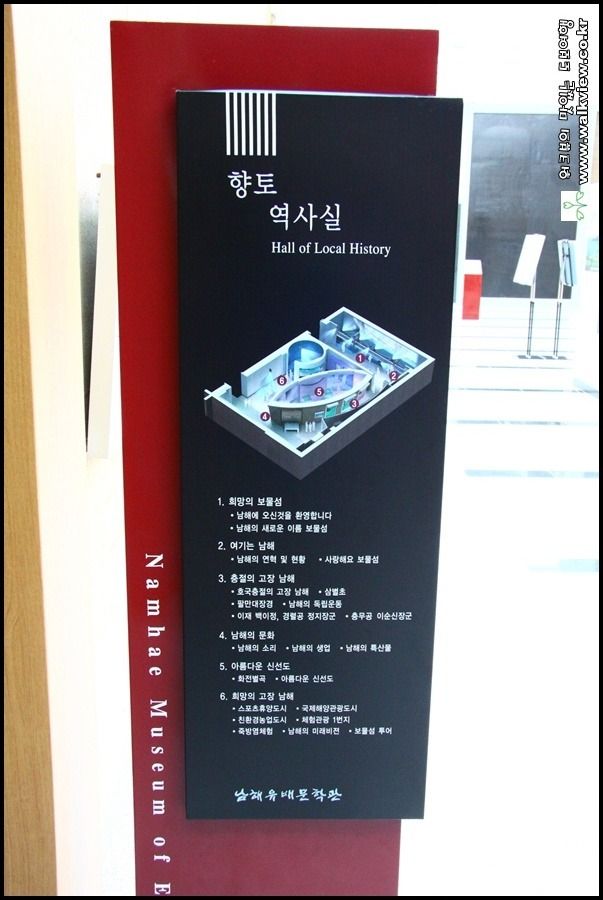 향토
역사실
Hall of Local History
1
2
3
4
5
6
1. 희망의 보물섬
• 남해에 오신것을 환영합니다
• 남해의 새로운 이름 보물섬
2. 여기는 남해
• 남해의 연혁 및 현황 • 사랑해요 보물섬
3. 충절의 고장 남해
• 호국충절의 고장 남해 • 삼별초
• 팔만대장경 • 남해의 독립운동
• 이재 백이정, 경렬공 정지장군 • 충무공 이순신장군
4. 남해의 문화
• 남해의 소리 • 남해의 생업 • 남해의 특산물
5. 아름다운 신선도
• 화전별곡 • 아름다운 신선도
6. 희망의 고장 남해
• 스포츠휴양도시 • 국제해양관광도시
• 친환경농업도시 • 체험관광 1번지
• 죽방렴체험 • 남해의 미래비전 • 보물섬 투어
남해유배문학관
Namhae Museum of E
www.walkview.co.kr